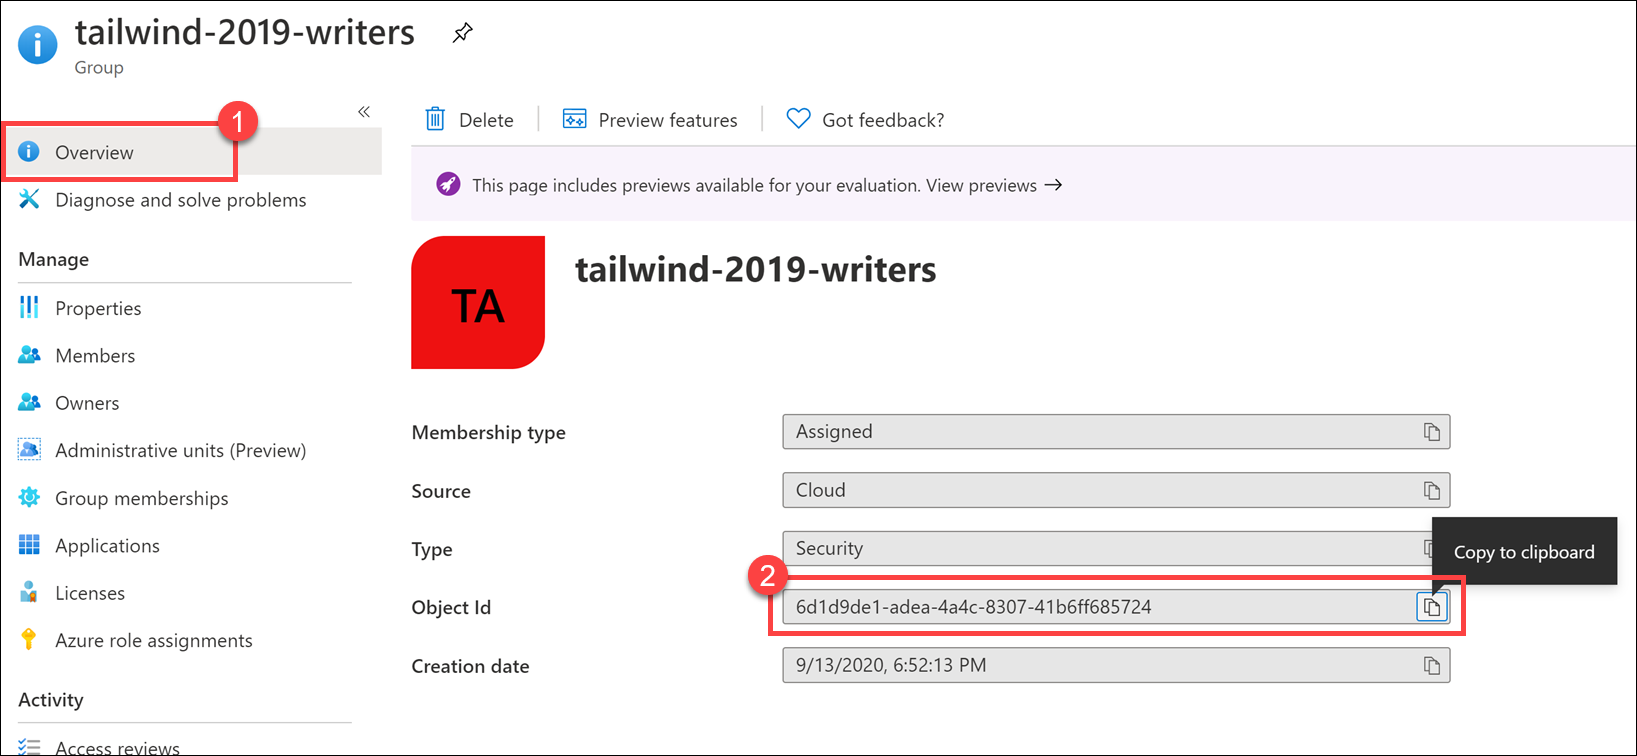 tailwind-2019-writers
Group
«
1
Overview
Diagnose and solve problems
Manage
Properties
Members
Owners
Administrative units (Preview)
Group memberships
Applications
Licenses
Azure role assignments
Activity
Access reviews
Delete
Preview features
Got feedback?
This page includes previews available for your evaluation. View previews →
TA
tailwind-2019-writers
Membership type
Assigned
Source
Cloud
Type
Security
Copy to clipboard
2
Object Id
6d1d9de1-adea-4a4c-8307-41b6ff685724
Creation date
9/13/2020, 6:52:13 PM